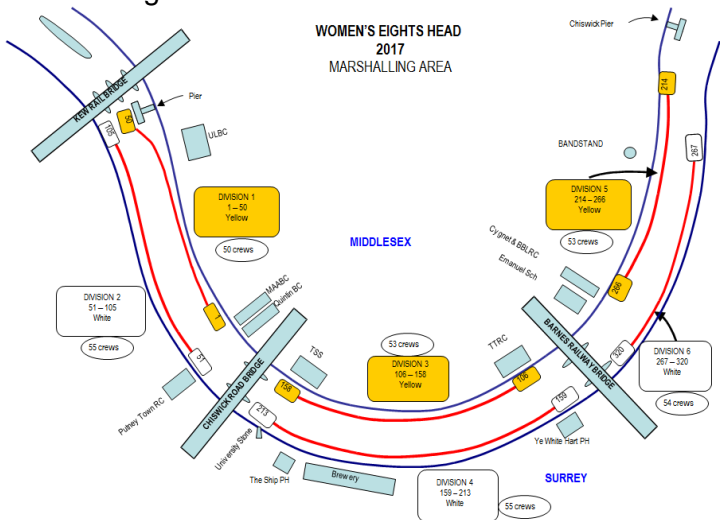 WOMEN'S EIGHTS HEAD
2017
MARSHALLING AREA
Chiswick Pier
KEW RAIL BRIDGE
Pier
50
105
ULBC
214
267
BANDSTAND
DIVISION 1
1 – 50
Yellow
50 crews
DIVISION 5
214 – 266
Yellow
53 crews
MIDDLESEX
Cygnet & BBLRC
Emanuel Sch
266
MAABC
Quintin BC
1
DIVISION 2
51 – 105
White
55 crews
51
53 crews
DIVISION 3
106 – 158
Yellow
TTRC
BARNES RAILWAY BRIDGE
320
DIVISION 6
267 – 320
White
54 crews
CHISWICK ROAD BRIDGE
TSS
158
106
159
213
Putney Town RC
University Stone
The Ship PH
Brewery
Ye White Hart PH
SURREY
DIVISION 4
159 – 213
White
55 crews